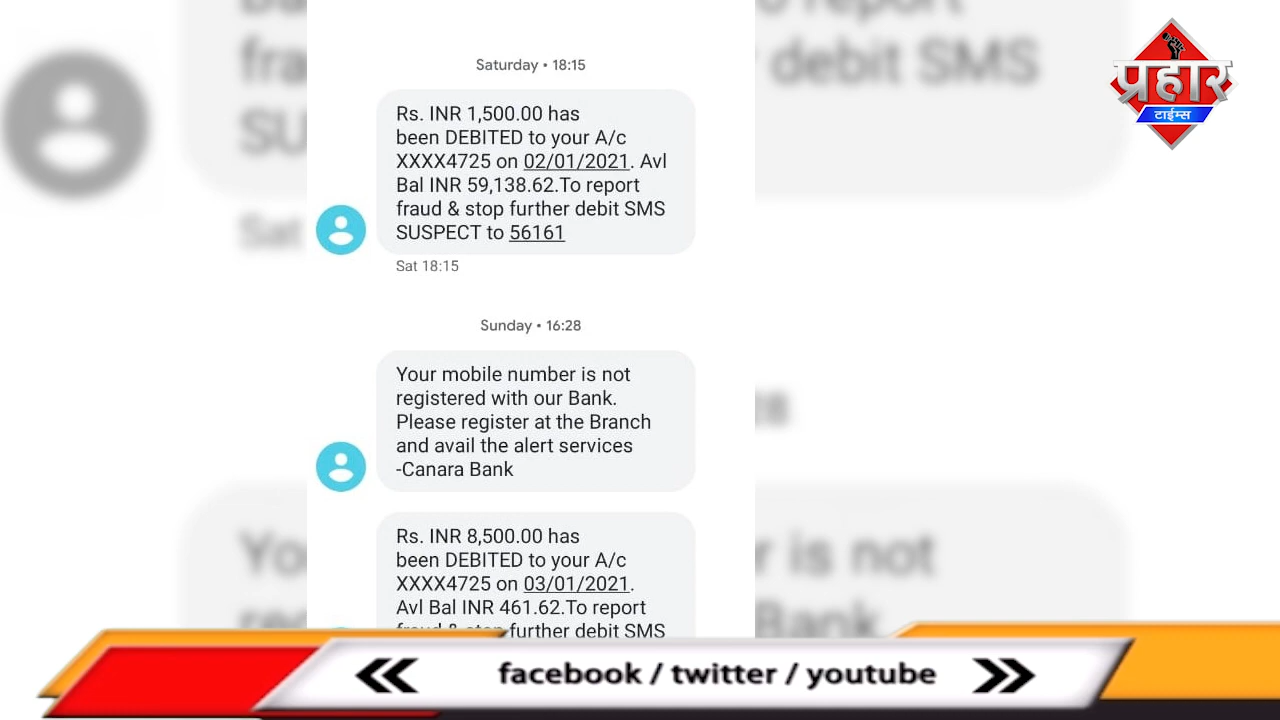 Saturday • 18:15
प्रहार
टाईम्स
Rs. INR 1,500.00 has
been DEBITED to your A/c
XXXX4725 on 02/01/2021. Avl
Bal INR 59,138.62.To report
fraud & stop further debit SMS
SUSPECT to 56161
Sat 18:15
Sunday • 16:28
Your mobile number is not
registered with our Bank.
Please register at the Branch
and avail the alert services
-Canara Bank
Rs. INR 8,500.00 has
been DEBITED to your A/c
XXXX4725 on 03/01/2021.
Avl Bal INR 461.62.To report
fraud & stop further debit SMS
facebook / twitter / youtube